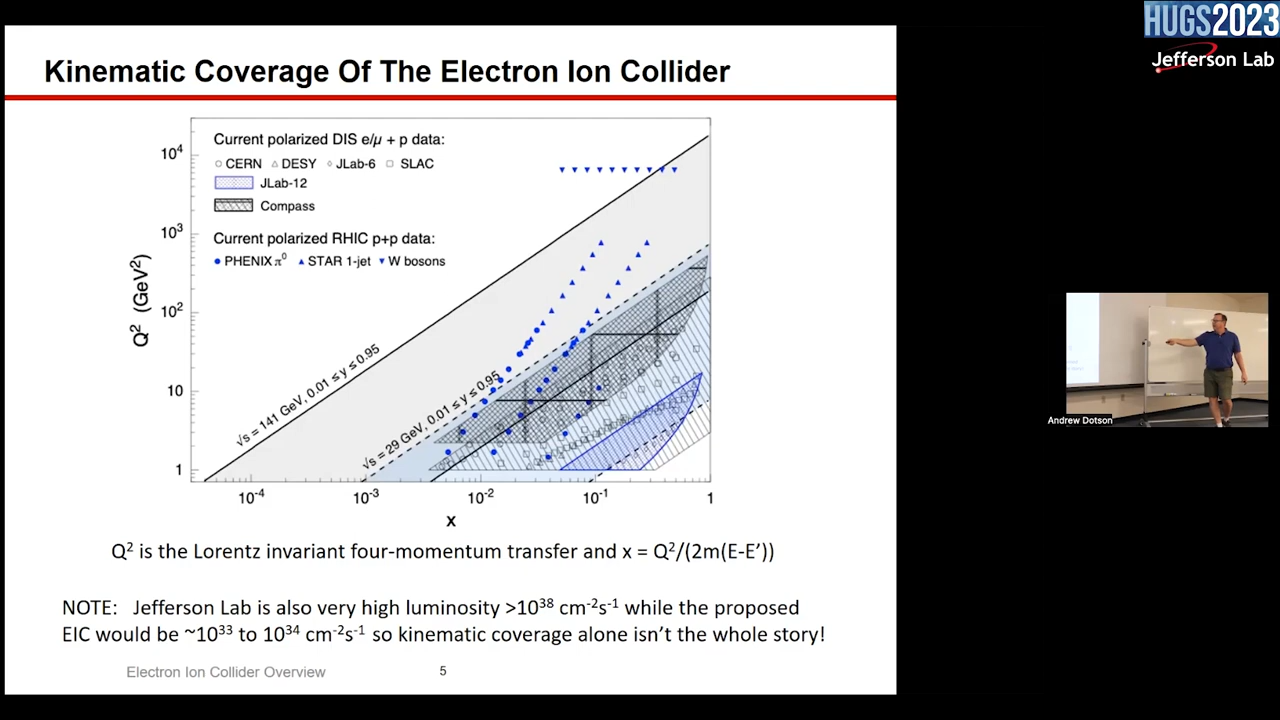 HUGS2023
Jefferson Lab
Kinematic Coverage Of The Electron Ion Collider
Current polarized DIS e/μ + p data:
CERN DESY JLab-6 SLAC
JLab-12
Compass
Current polarized RHIC p+p data:
PHENIX π⁰ STAR 1-jet W bosons
√s = 141 GeV, 0.01 ≤ y ≤ 0.95
√s = 29 GeV, 0.01 ≤ y ≤ 0.95
Q² (GeV²)
10⁴
10³
10²
10
1
10⁻⁴ 10⁻³ 10⁻² 10⁻¹ 1
x
Q² is the Lorentz invariant four-momentum transfer and x = Q²/(2m(E-E’))
NOTE: Jefferson Lab is also very high luminosity >10³⁸ cm⁻²s⁻¹ while the proposed
EIC would be ~10³³ to 10³⁴ cm⁻²s⁻¹ so kinematic coverage alone isn’t the whole story!
Electron Ion Collider Overview 5
Andrew Dotson